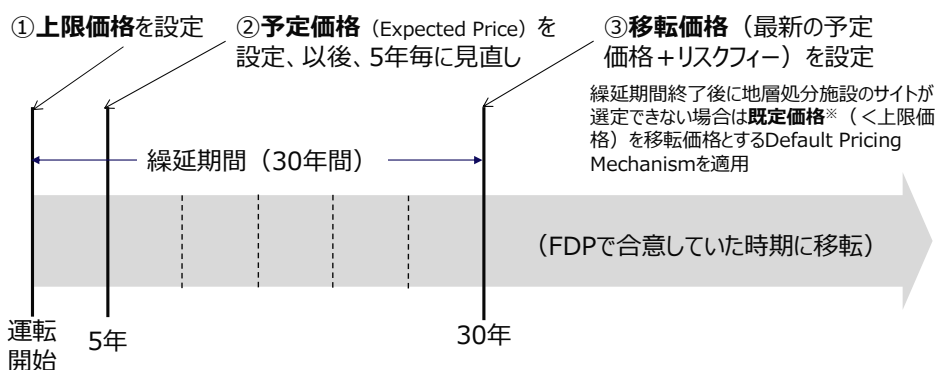 ①上限価格を設定
②予定価格（Expected Price）を
設定、以後、5年毎に見直し
③移転価格（最新の予定
価格＋リスクフィー）を設定
繰延期間終了後に地層処分施設のサイトが
選定できない場合は既定価格※（＜上限価
格）を移転価格とするDefault Pricing
Mechanismを適用
繰延期間（30年間）
（FDPで合意していた時期に移転）
運転
開始
5年
30年